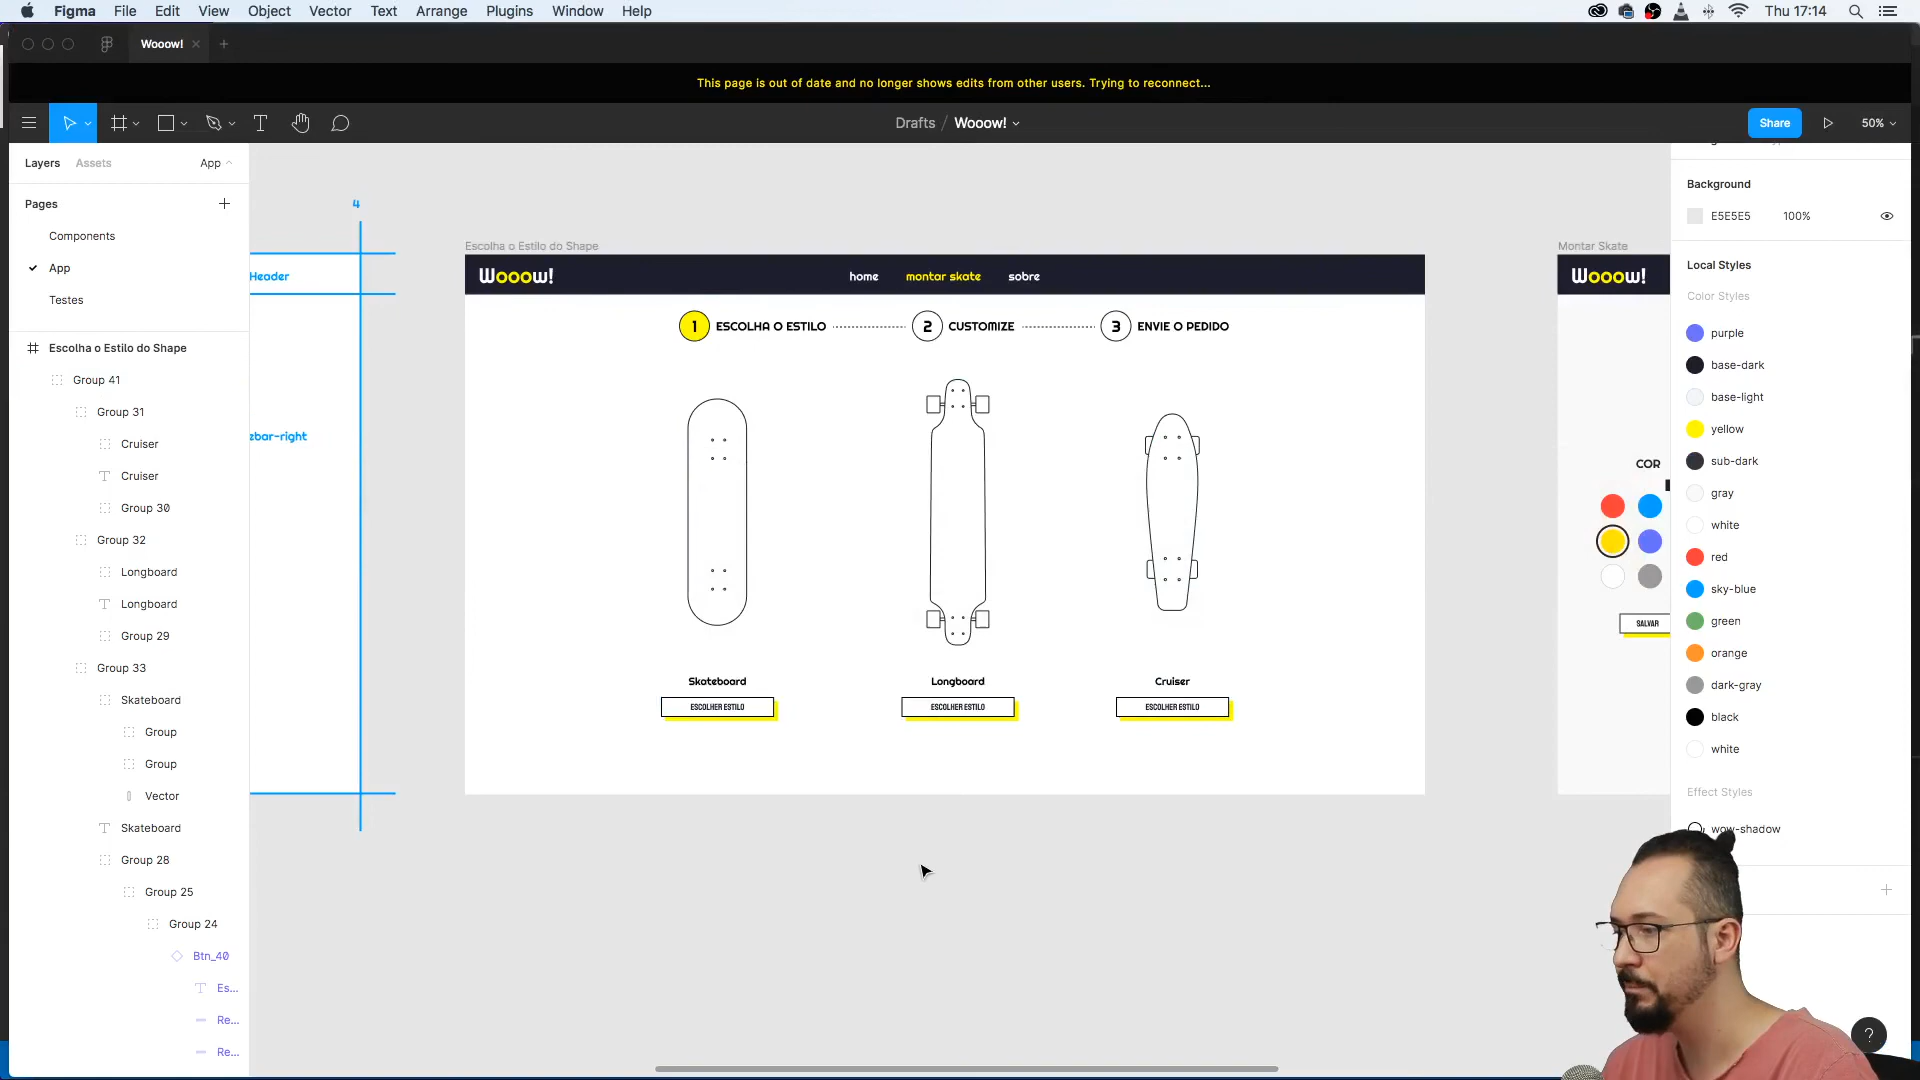 Figma File Edit View Object Vector Text Arrange Plugins Window Help
Thu 17:14
Wooow!
This page is out of date and no longer shows edits from other users. Trying to reconnect...
Drafts / Wooow!
Share
50%
Layers Assets App
Pages
Components
App
Testes
Escolha o Estilo do Shape
Group 41
Group 31
Cruiser
Cruiser
Group 30
Group 32
Longboard
Longboard
Group 29
Group 33
Skateboard
Group
Group
Vector
Skateboard
Group 28
Group 25
Group 24
Btn_40
Es...
Re...
Re...
4
Header
ebar-right
Escolha o Estilo do Shape
Wooow! home montar skate sobre
1 ESCOLHA O ESTILO 2 CUSTOMIZE 3 ENVIE O PEDIDO
Skateboard Longboard Cruiser
ESCOLHER ESTILO ESCOLHER ESTILO ESCOLHER ESTILO
Montar Skate
Wooow!
COR
SALVAR
Background
E5E5E5 100%
Local Styles
Color Styles
purple
base-dark
base-light
yellow
sub-dark
gray
white
red
sky-blue
green
orange
dark-gray
black
white
Effect Styles
wow-shadow
?